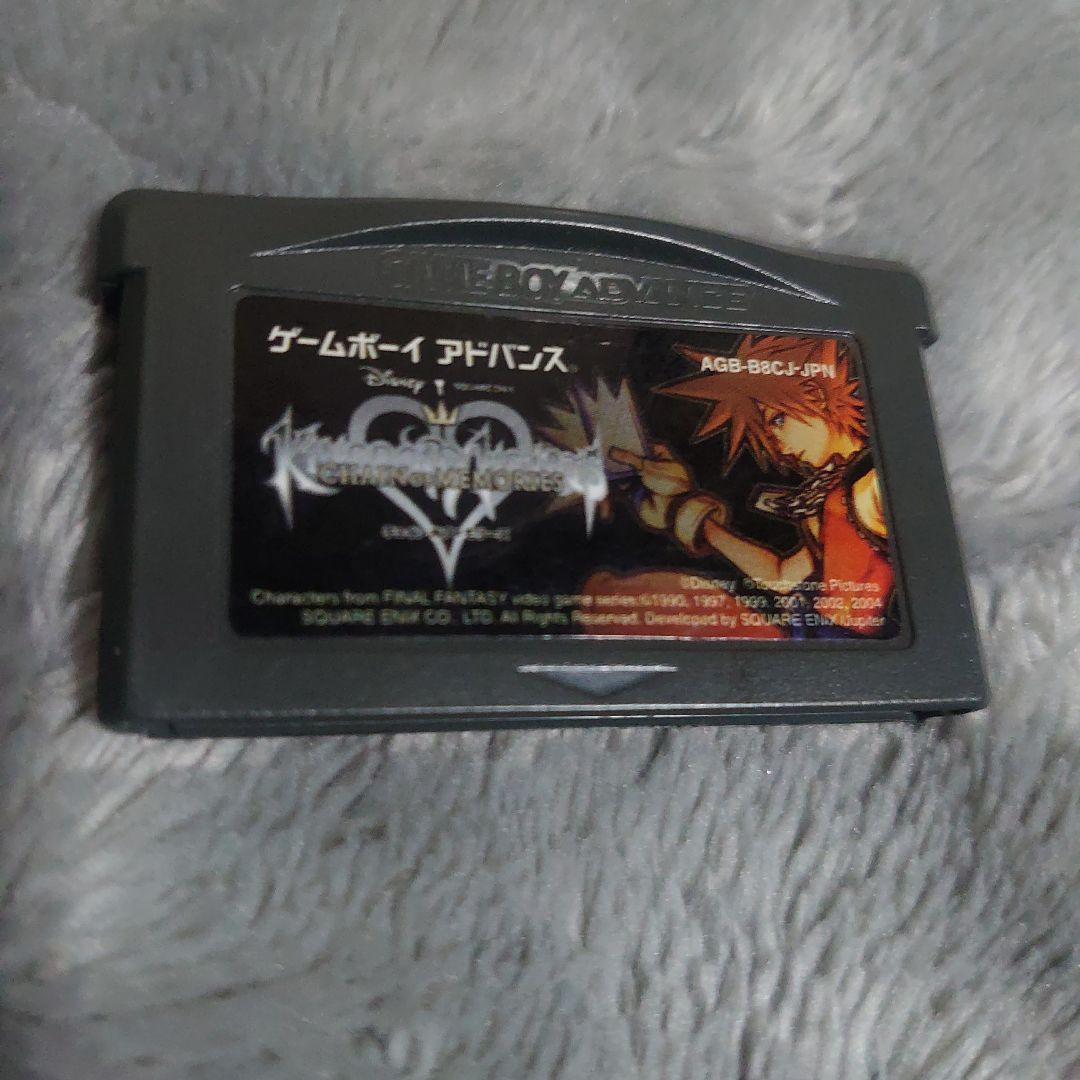 GAME BOY ADVANCE
ゲームボーイ アドバンス
AGB-B8CJ-JPN
Disney
KINGDOM HEARTS
CHAIN OF MEMORIES
©Disney ©Touchstone Pictures
Characters from FINAL FANTASY video game series:©1990, 1997, 1999, 2001, 2002, 2004
SQUARE ENIX CO., LTD. All Rights Reserved. Developed by SQUARE ENIX/Jupiter